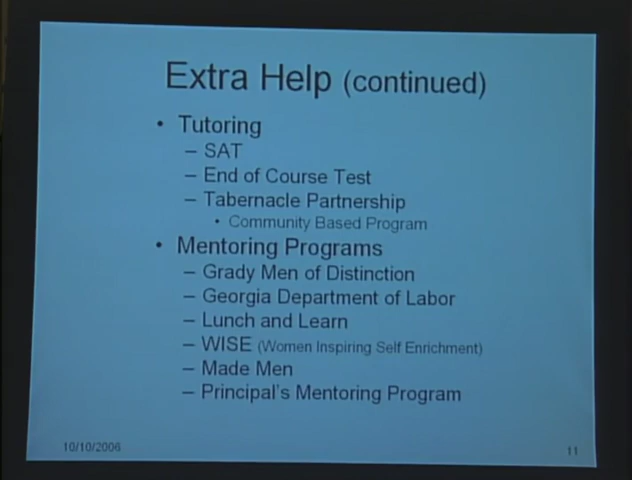 Extra Help (continued)
• Tutoring
– SAT
– End of Course Test
– Tabernacle Partnership
• Community Based Program
• Mentoring Programs
– Grady Men of Distinction
– Georgia Department of Labor
– Lunch and Learn
– WISE (Women Inspiring Self Enrichment)
– Made Men
– Principal's Mentoring Program
10/10/2006
11